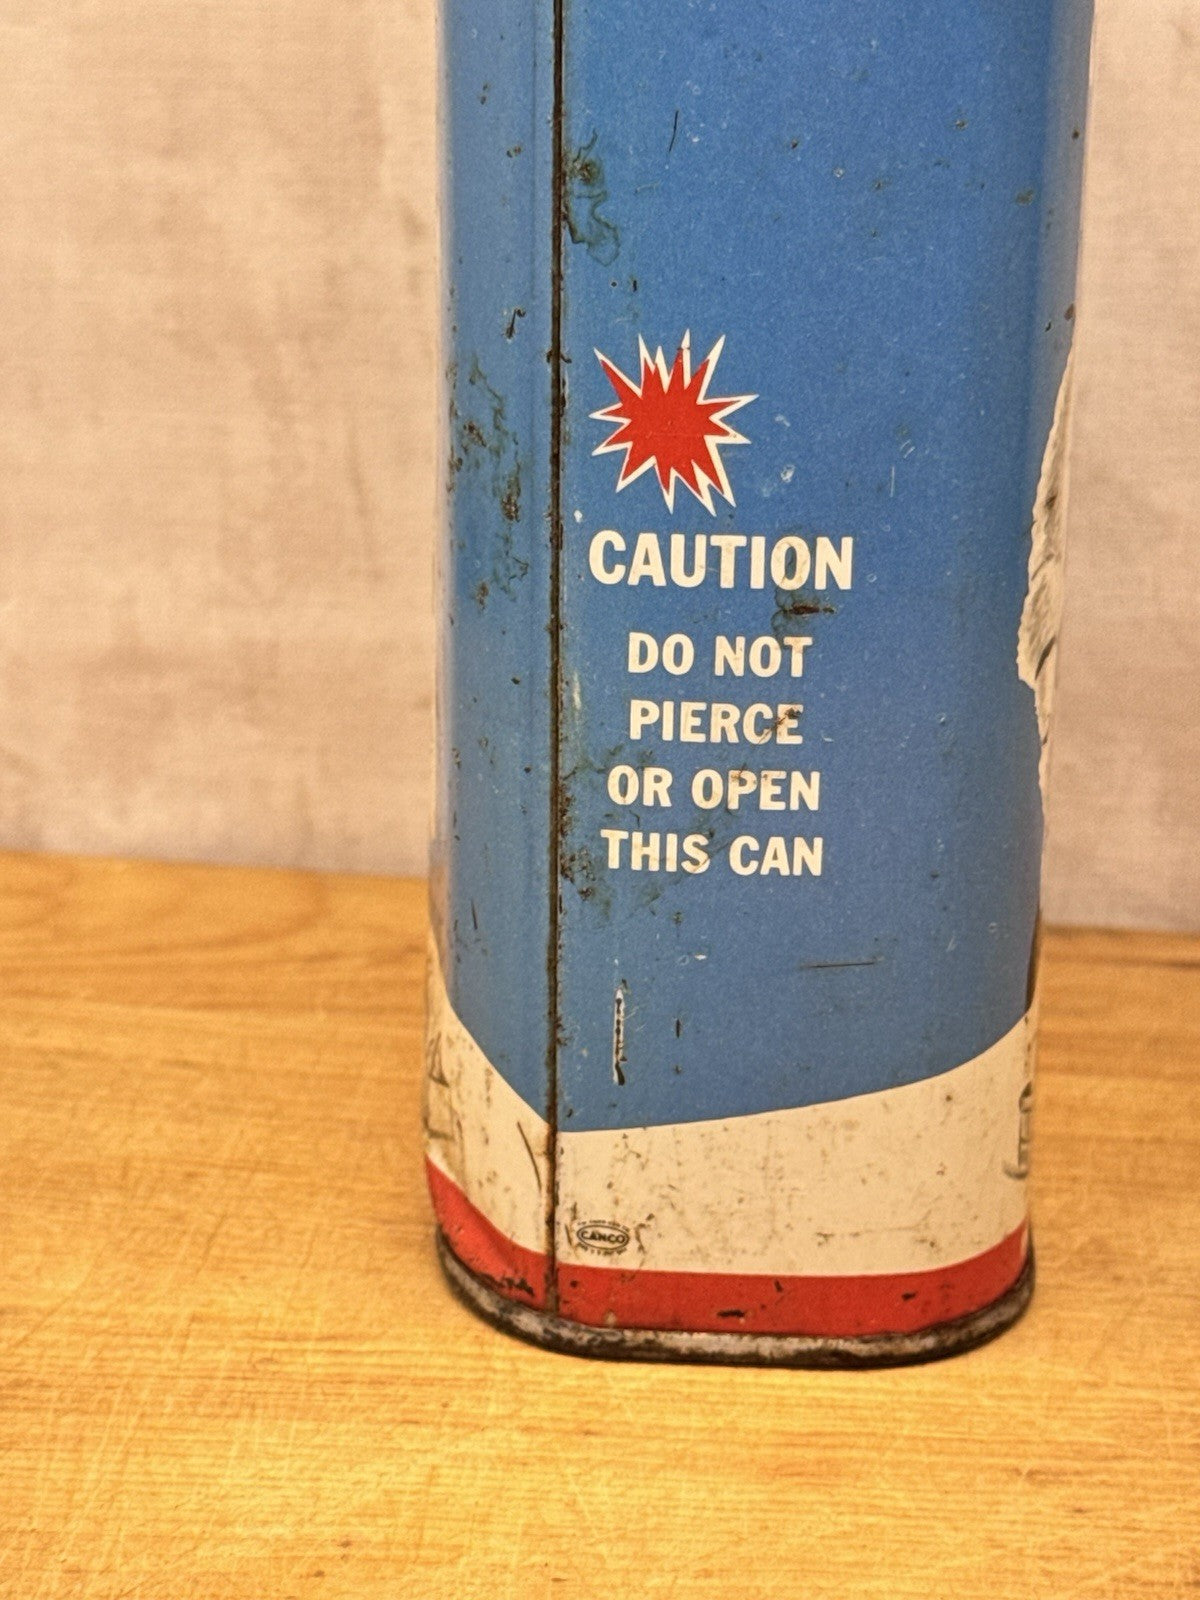 CAUTION
DO NOT
PIERCE
OR OPEN
THIS CAN
CANCO